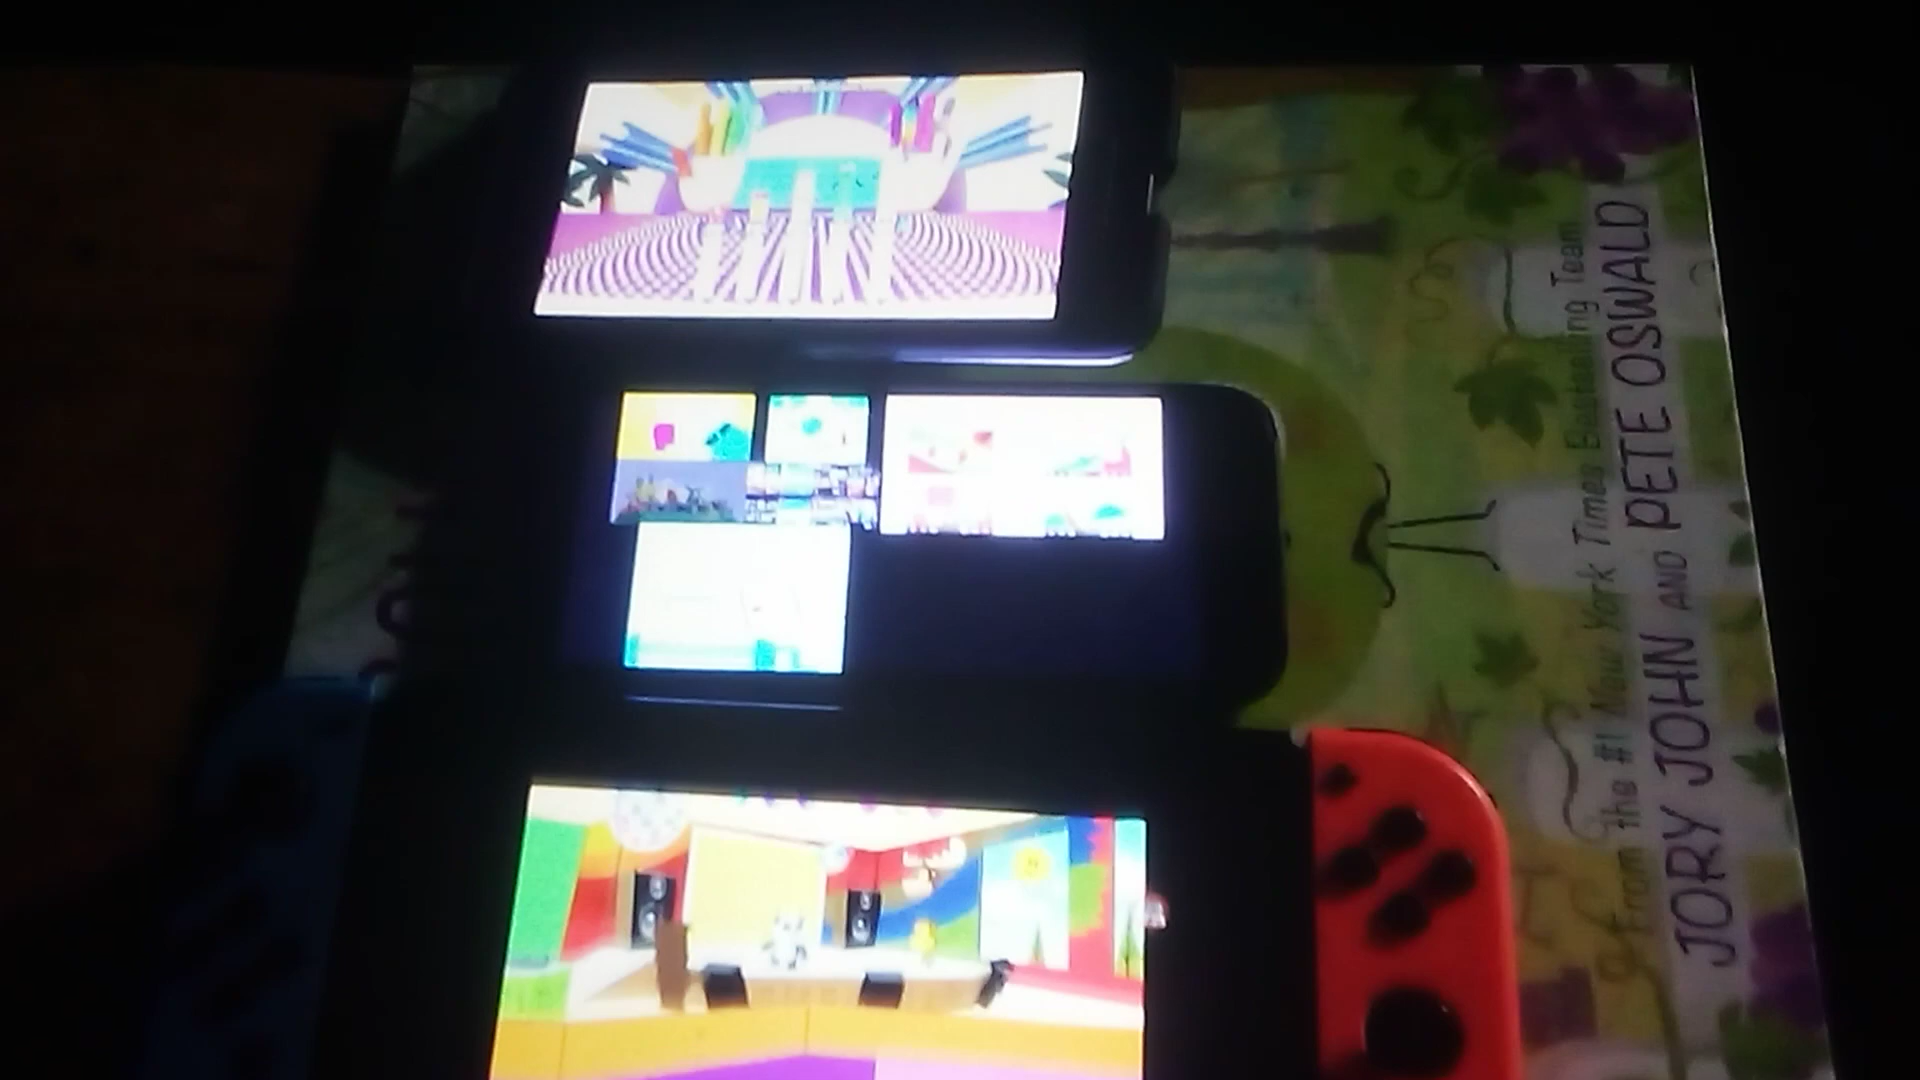 From the #1 New York Times Bestselling Team
JORY JOHN AND PETE OSWALD